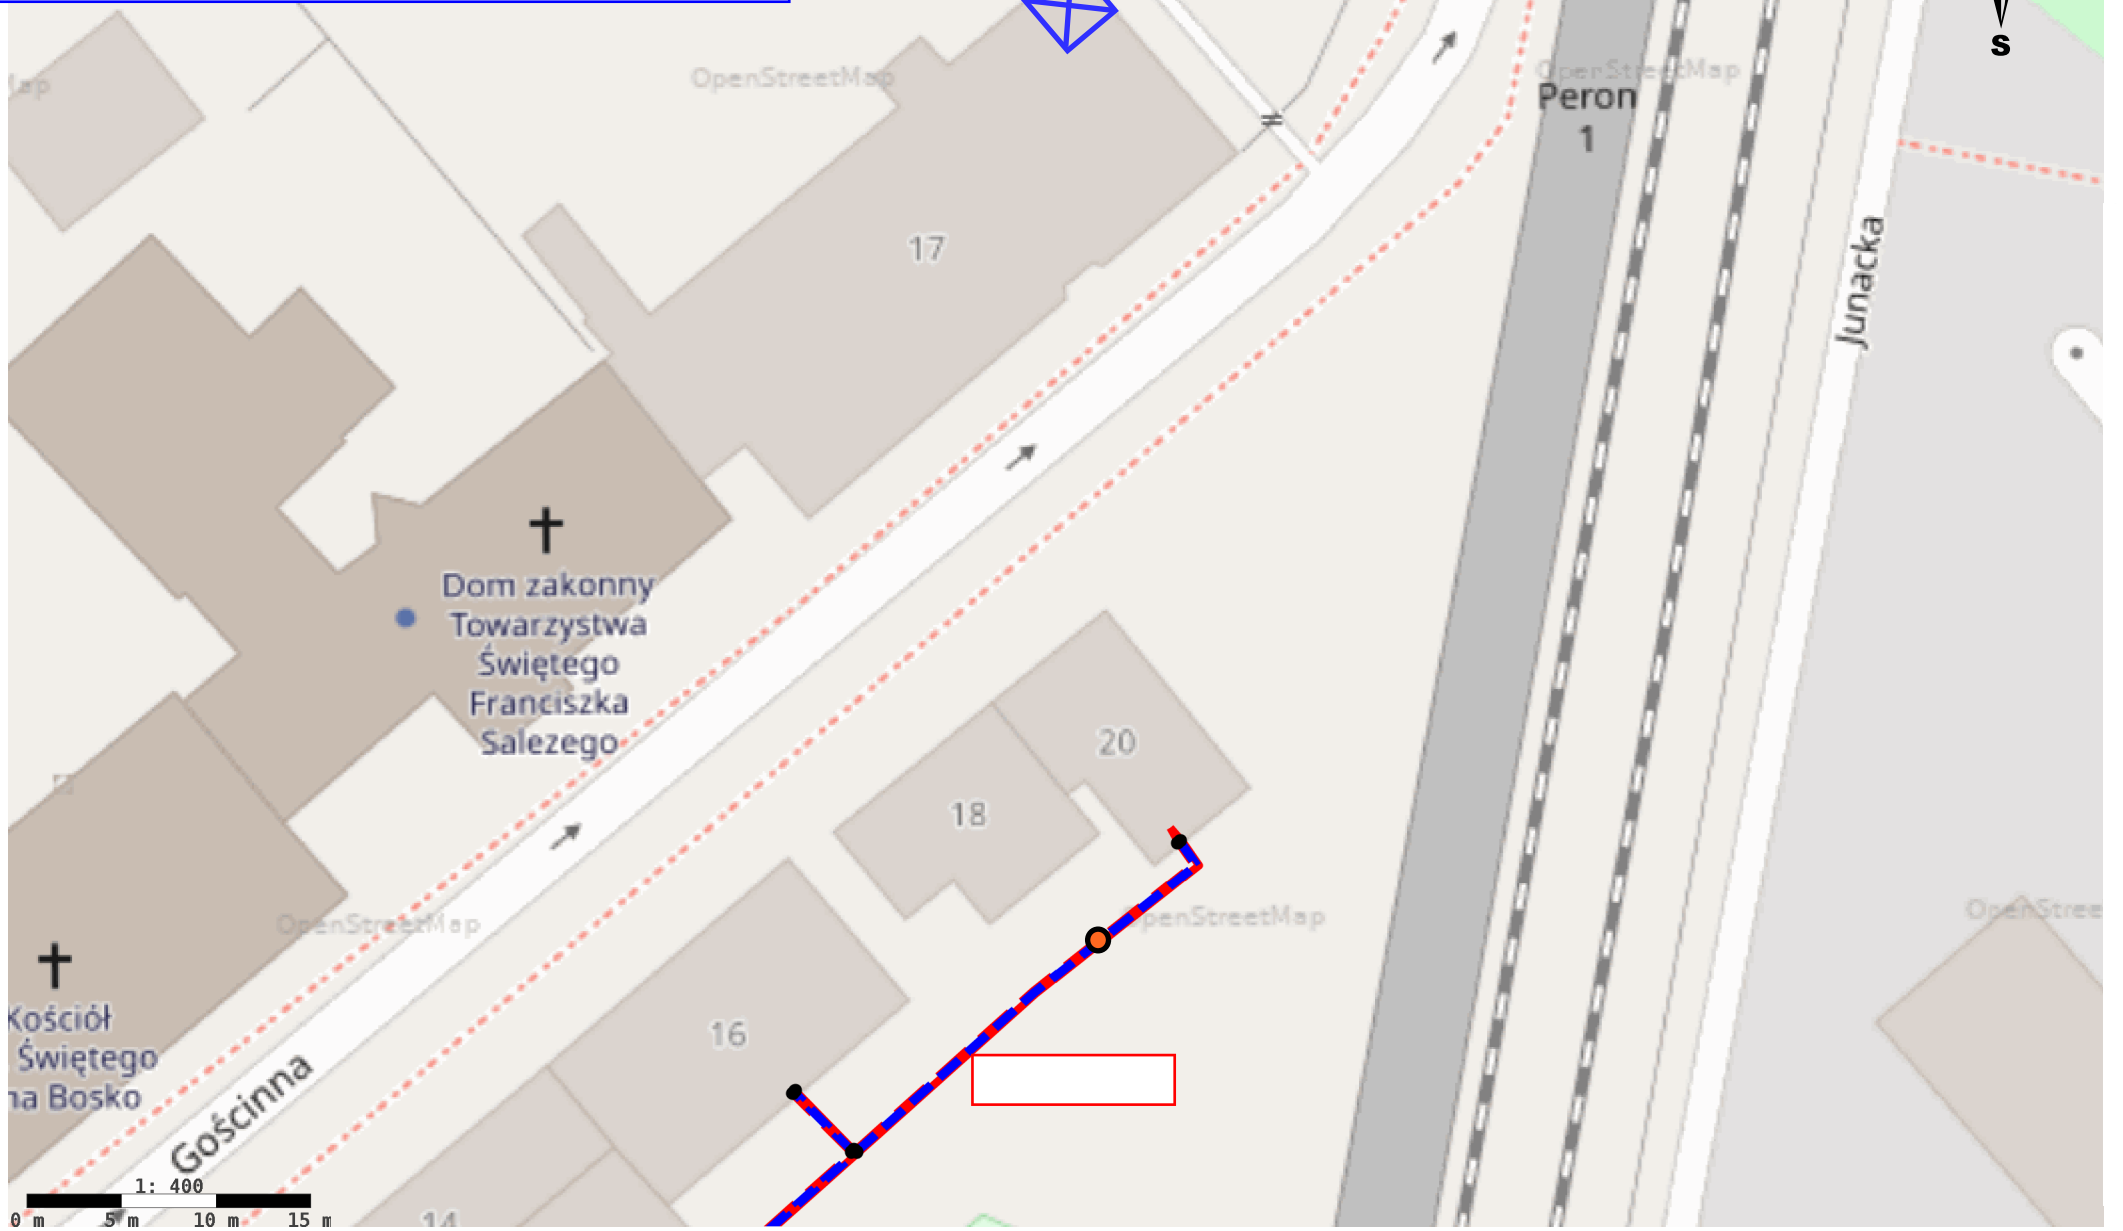 S
OpenStreetMap
OpenStreetMap
Map
Peron
1
17
Junacka
Dom zakonny
Towarzystwa
Świętego
Franciszka
Salezego
20
18
OpenStreetMap
OpenStreetMap
OpenStree
16
Kościół
Świętego
na Bosko
Gościnna
14
1: 400
0 m 5 m 10 m 15 m